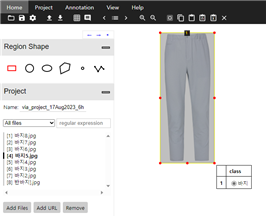 Home Project Annotation View Help
Region Shape
Project
Name: via_project_17Aug2023_6h
All files regular expression
[1] 바지6.jpg
[2] 바지7.jpg
[3] 바지8.jpg
[4] 바지5.jpg
[5] 바지4.jpg
[6] 바지3.jpg
[7] 바지2.jpg
[8] 반바지.jpg
Add Files Add URL Remove
1
class
1 바지